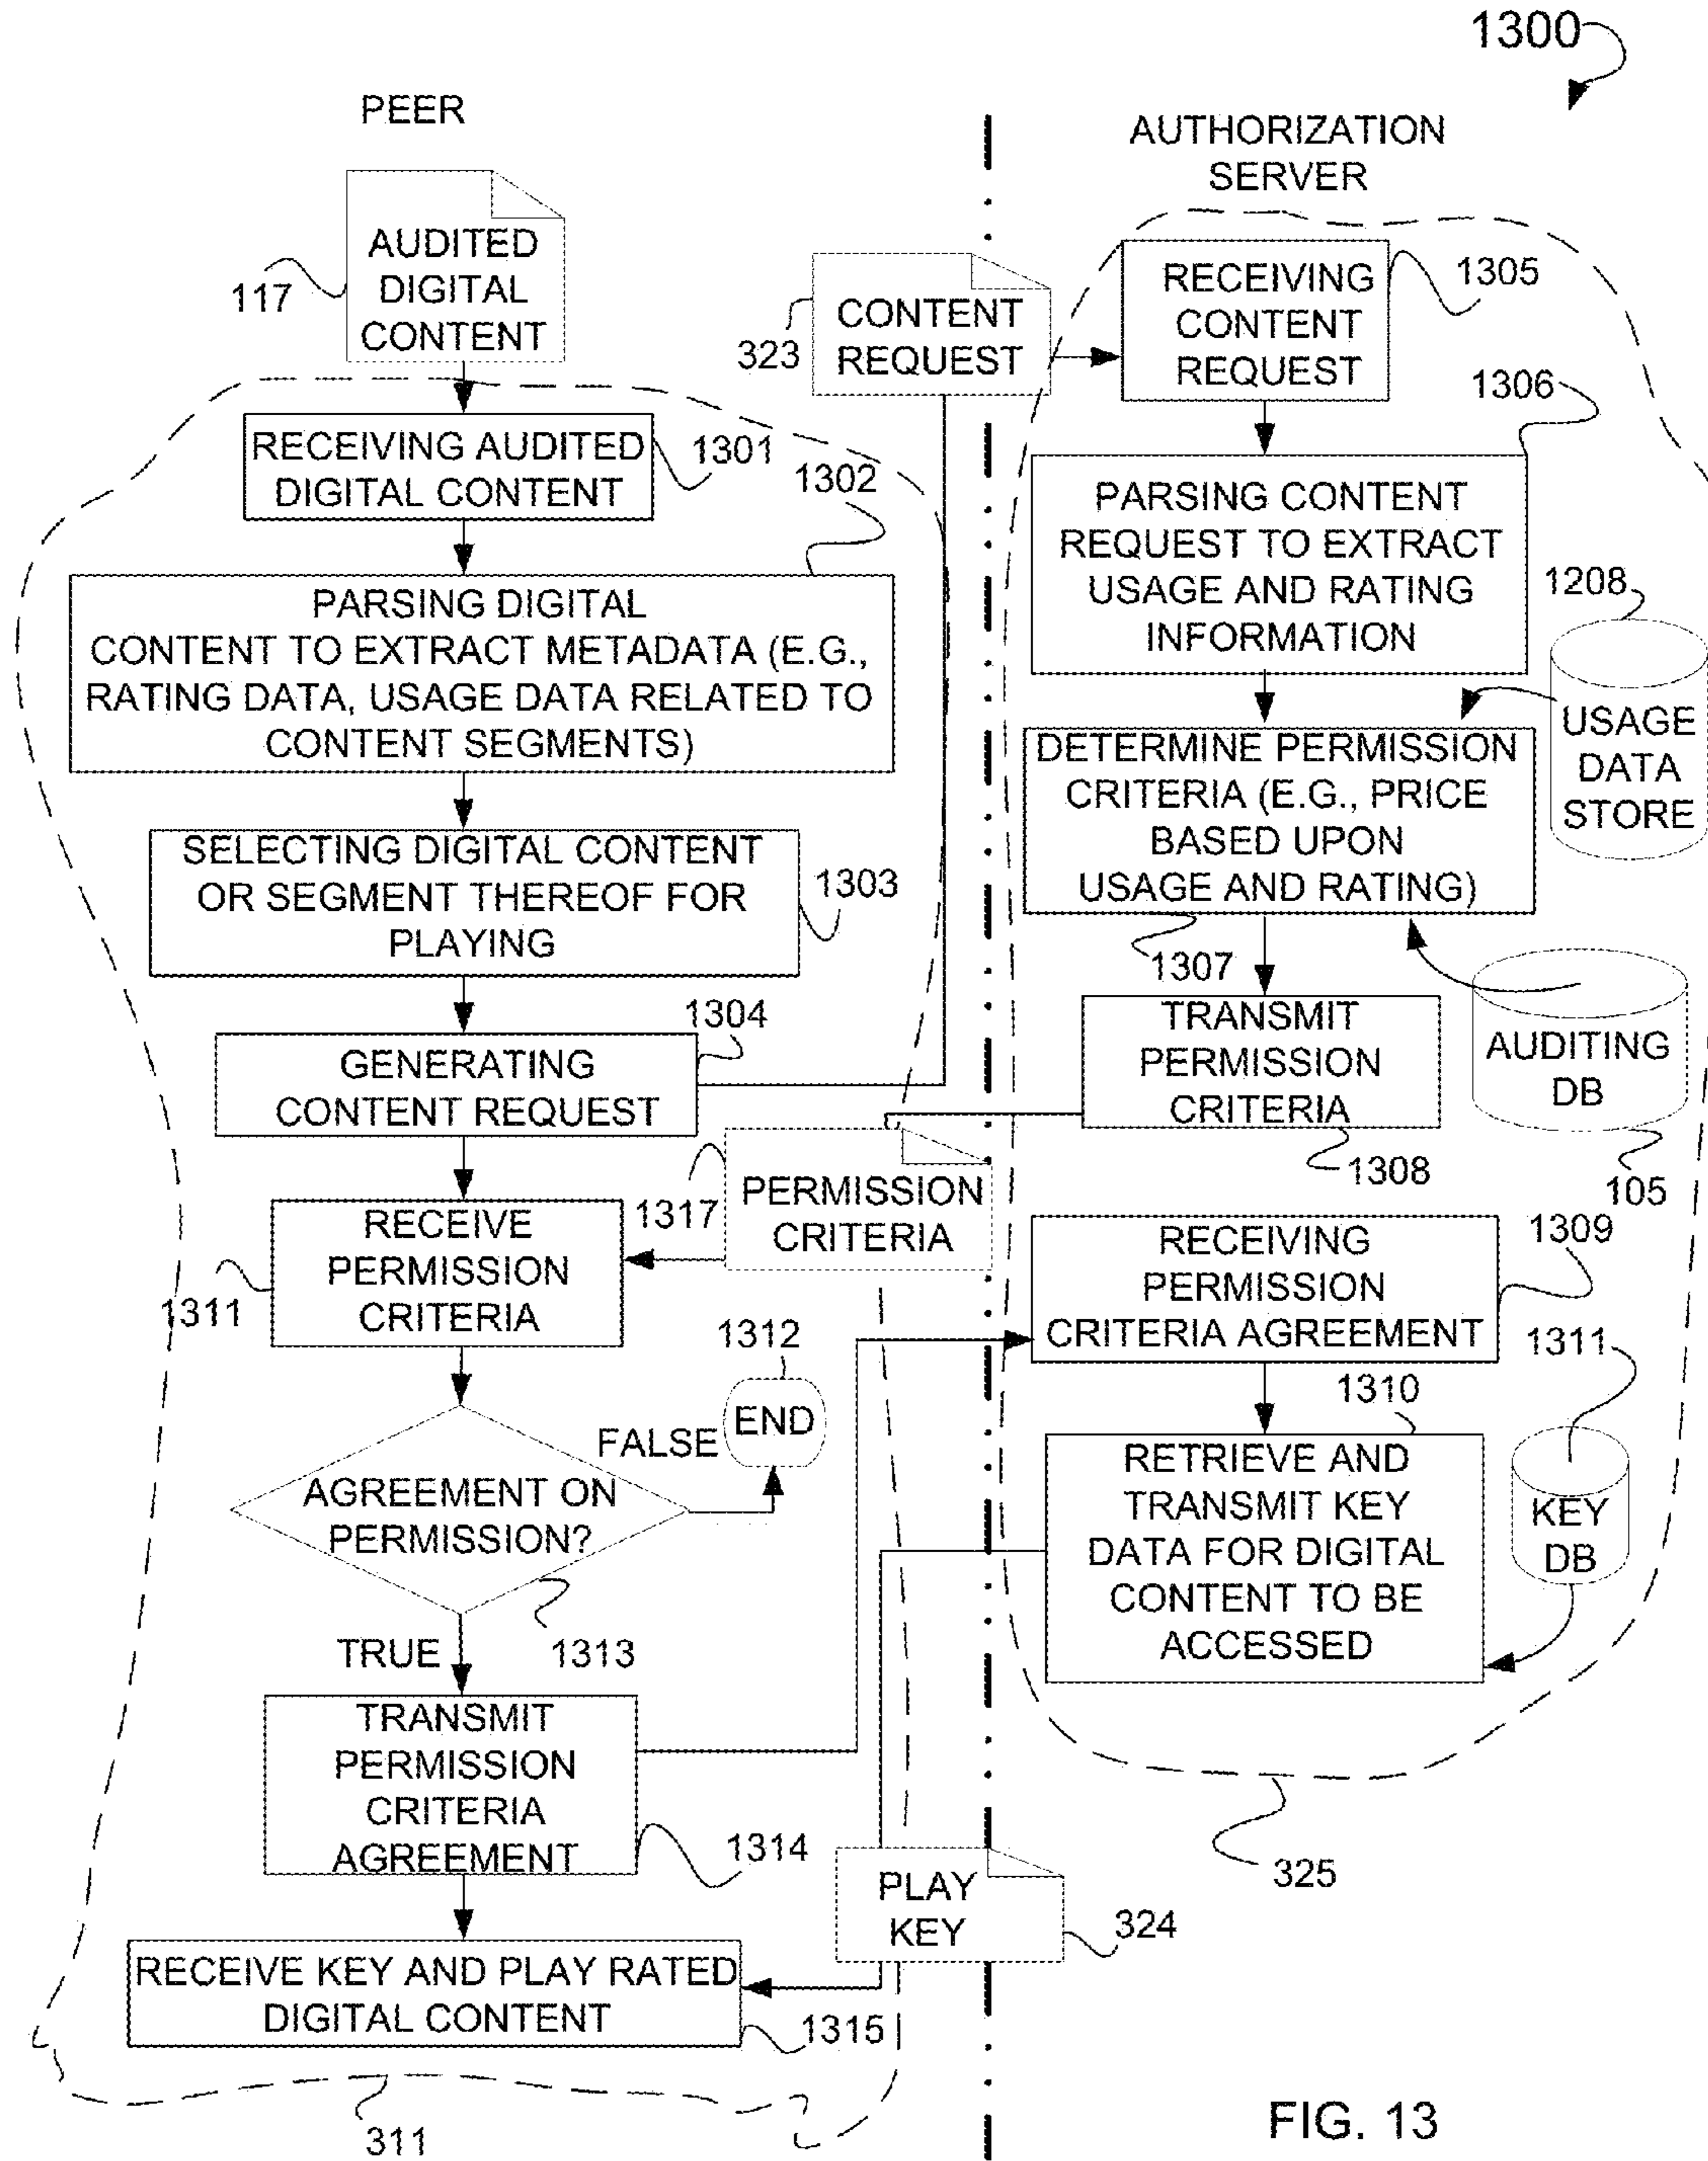 1300
PEER
AUTHORIZATION
SERVER
AUDITED
DIGITAL
CONTENT
117
CONTENT
REQUEST
323
RECEIVING
CONTENT
REQUEST
1305
1306
RECEIVING AUDITED
DIGITAL CONTENT
1301
1302
PARSING CONTENT
REQUEST TO EXTRACT
USAGE AND RATING
INFORMATION
1208
USAGE
DATA
STORE
PARSING DIGITAL
CONTENT TO EXTRACT METADATA (E.G.,
RATING DATA, USAGE DATA RELATED TO
CONTENT SEGMENTS)
DETERMINE PERMISSION
CRITERIA (E.G., PRICE
BASED UPON
USAGE AND RATING)
1307
SELECTING DIGITAL CONTENT
OR SEGMENT THEREOF FOR
PLAYING
1303
1304
GENERATING
CONTENT REQUEST
TRANSMIT
PERMISSION
CRITERIA
1308
AUDITING
DB
105
1317
PERMISSION
CRITERIA
RECEIVE
PERMISSION
CRITERIA
1311
RECEIVING
PERMISSION
CRITERIA AGREEMENT
1309
1312
END
FALSE
1310
1311
KEY
DB
AGREEMENT ON
PERMISSION?
1313
TRUE
RETRIEVE AND
TRANSMIT KEY
DATA FOR DIGITAL
CONTENT TO BE
ACCESSED
TRANSMIT
PERMISSION
CRITERIA
AGREEMENT
1314
325
PLAY
KEY
324
RECEIVE KEY AND PLAY RATED
DIGITAL CONTENT
1315
311
FIG. 13